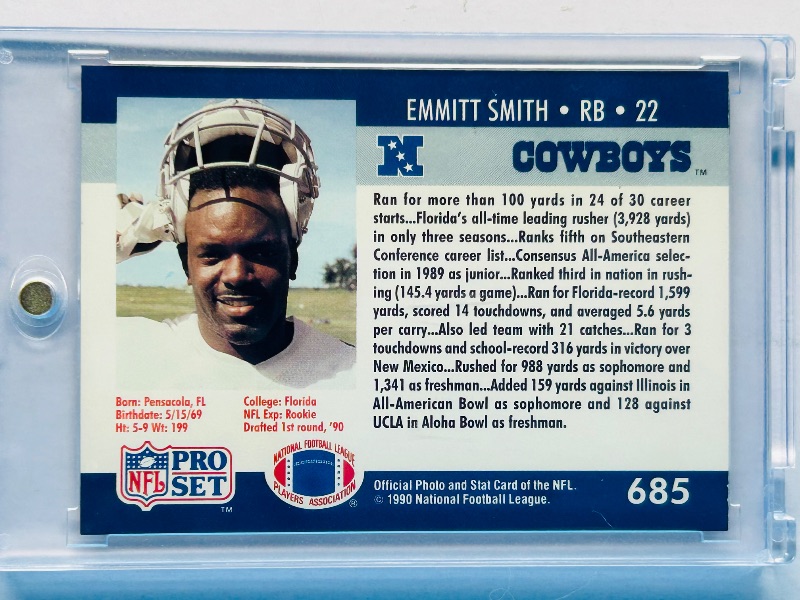 EMMITT SMITH • RB • 22
N
COWBOYS TM
Ran for more than 100 yards in 24 of 30 career
starts...Florida's all-time leading rusher (3,928 yards)
in only three seasons...Ranks fifth on Southeastern
Conference career list...Consensus All-America selec-
tion in 1989 as junior...Ranked third in nation in rush-
ing (145.4 yards a game)...Ran for Florida-record 1,599
yards, scored 14 touchdowns, and averaged 5.6 yards
per carry...Also led team with 21 catches...Ran for 3
touchdowns and school-record 316 yards in victory over
New Mexico...Rushed for 988 yards as sophomore and
1,341 as freshman...Added 159 yards against Illinois in
All-American Bowl as sophomore and 128 against
UCLA in Aloha Bowl as freshman.
Born: Pensacola, FL
Birthdate: 5/15/69
Ht: 5-9 Wt: 199
College: Florida
NFL Exp: Rookie
Drafted 1st round, '90
NFL
PRO
SET
TM
NATIONAL FOOTBALL LEAGUE
PLAYERS ASSOCIATION
®
Official Photo and Stat Card of the NFL.
© 1990 National Football League.
685